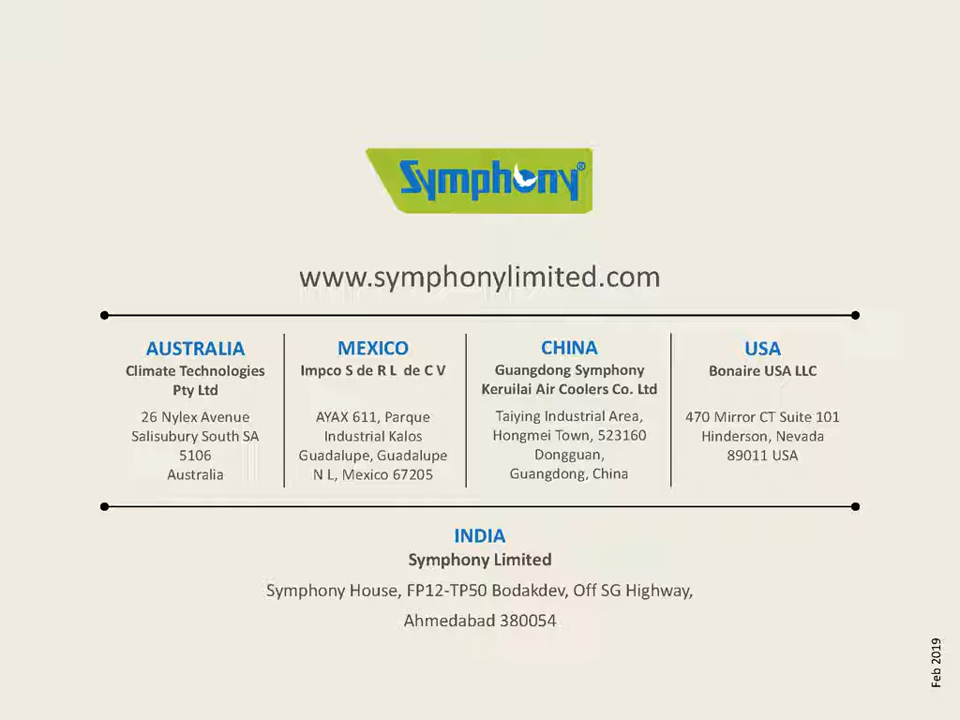 Symphony®
www.symphonylimited.com
AUSTRALIA
Climate Technologies
Pty Ltd
26 Nylex Avenue
Salisubury South SA
5106
Australia
MEXICO
Impco S de R L de C V
AYAX 611, Parque
Industrial Kalos
Guadalupe, Guadalupe
N L, Mexico 67205
CHINA
Guangdong Symphony
Keruilai Air Coolers Co. Ltd
Taiying Industrial Area,
Hongmei Town, 523160
Dongguan,
Guangdong, China
USA
Bonaire USA LLC
470 Mirror CT Suite 101
Hinderson, Nevada
89011 USA
INDIA
Symphony Limited
Symphony House, FP12-TP50 Bodakdev, Off SG Highway,
Ahmedabad 380054
Feb 2019